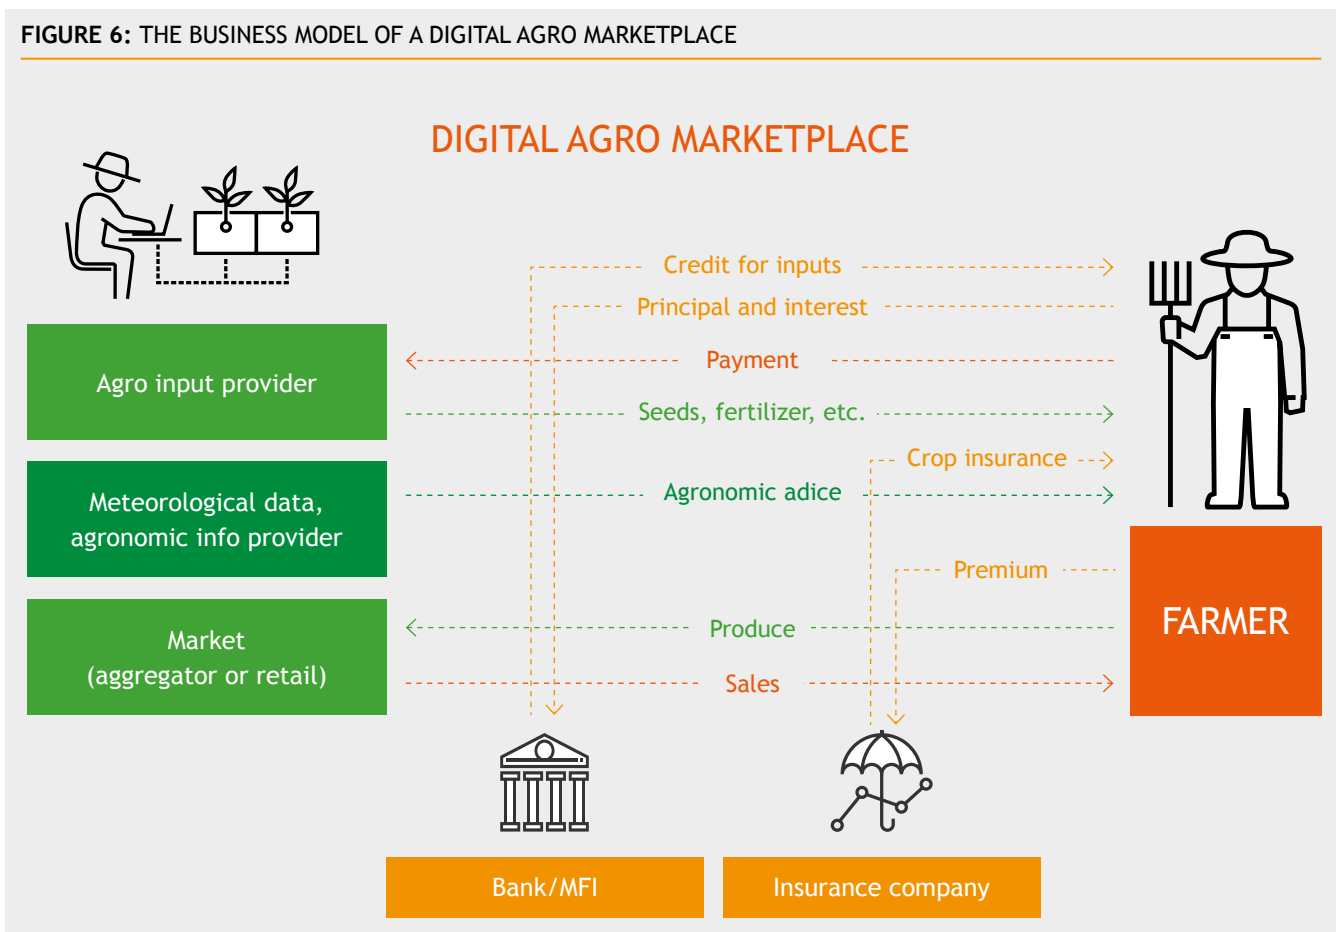 FIGURE 6: THE BUSINESS MODEL OF A DIGITAL AGRO MARKETPLACE
DIGITAL AGRO MARKETPLACE
Credit for inputs
Principal and interest
Payment
Agro input provider
Seeds, fertilizer, etc.
Crop insurance
Meteorological data,
agronomic info provider
Agronomic adice
Premium
FARMER
Produce
Market
(aggregator or retail)
Sales
Bank/MFI
Insurance company